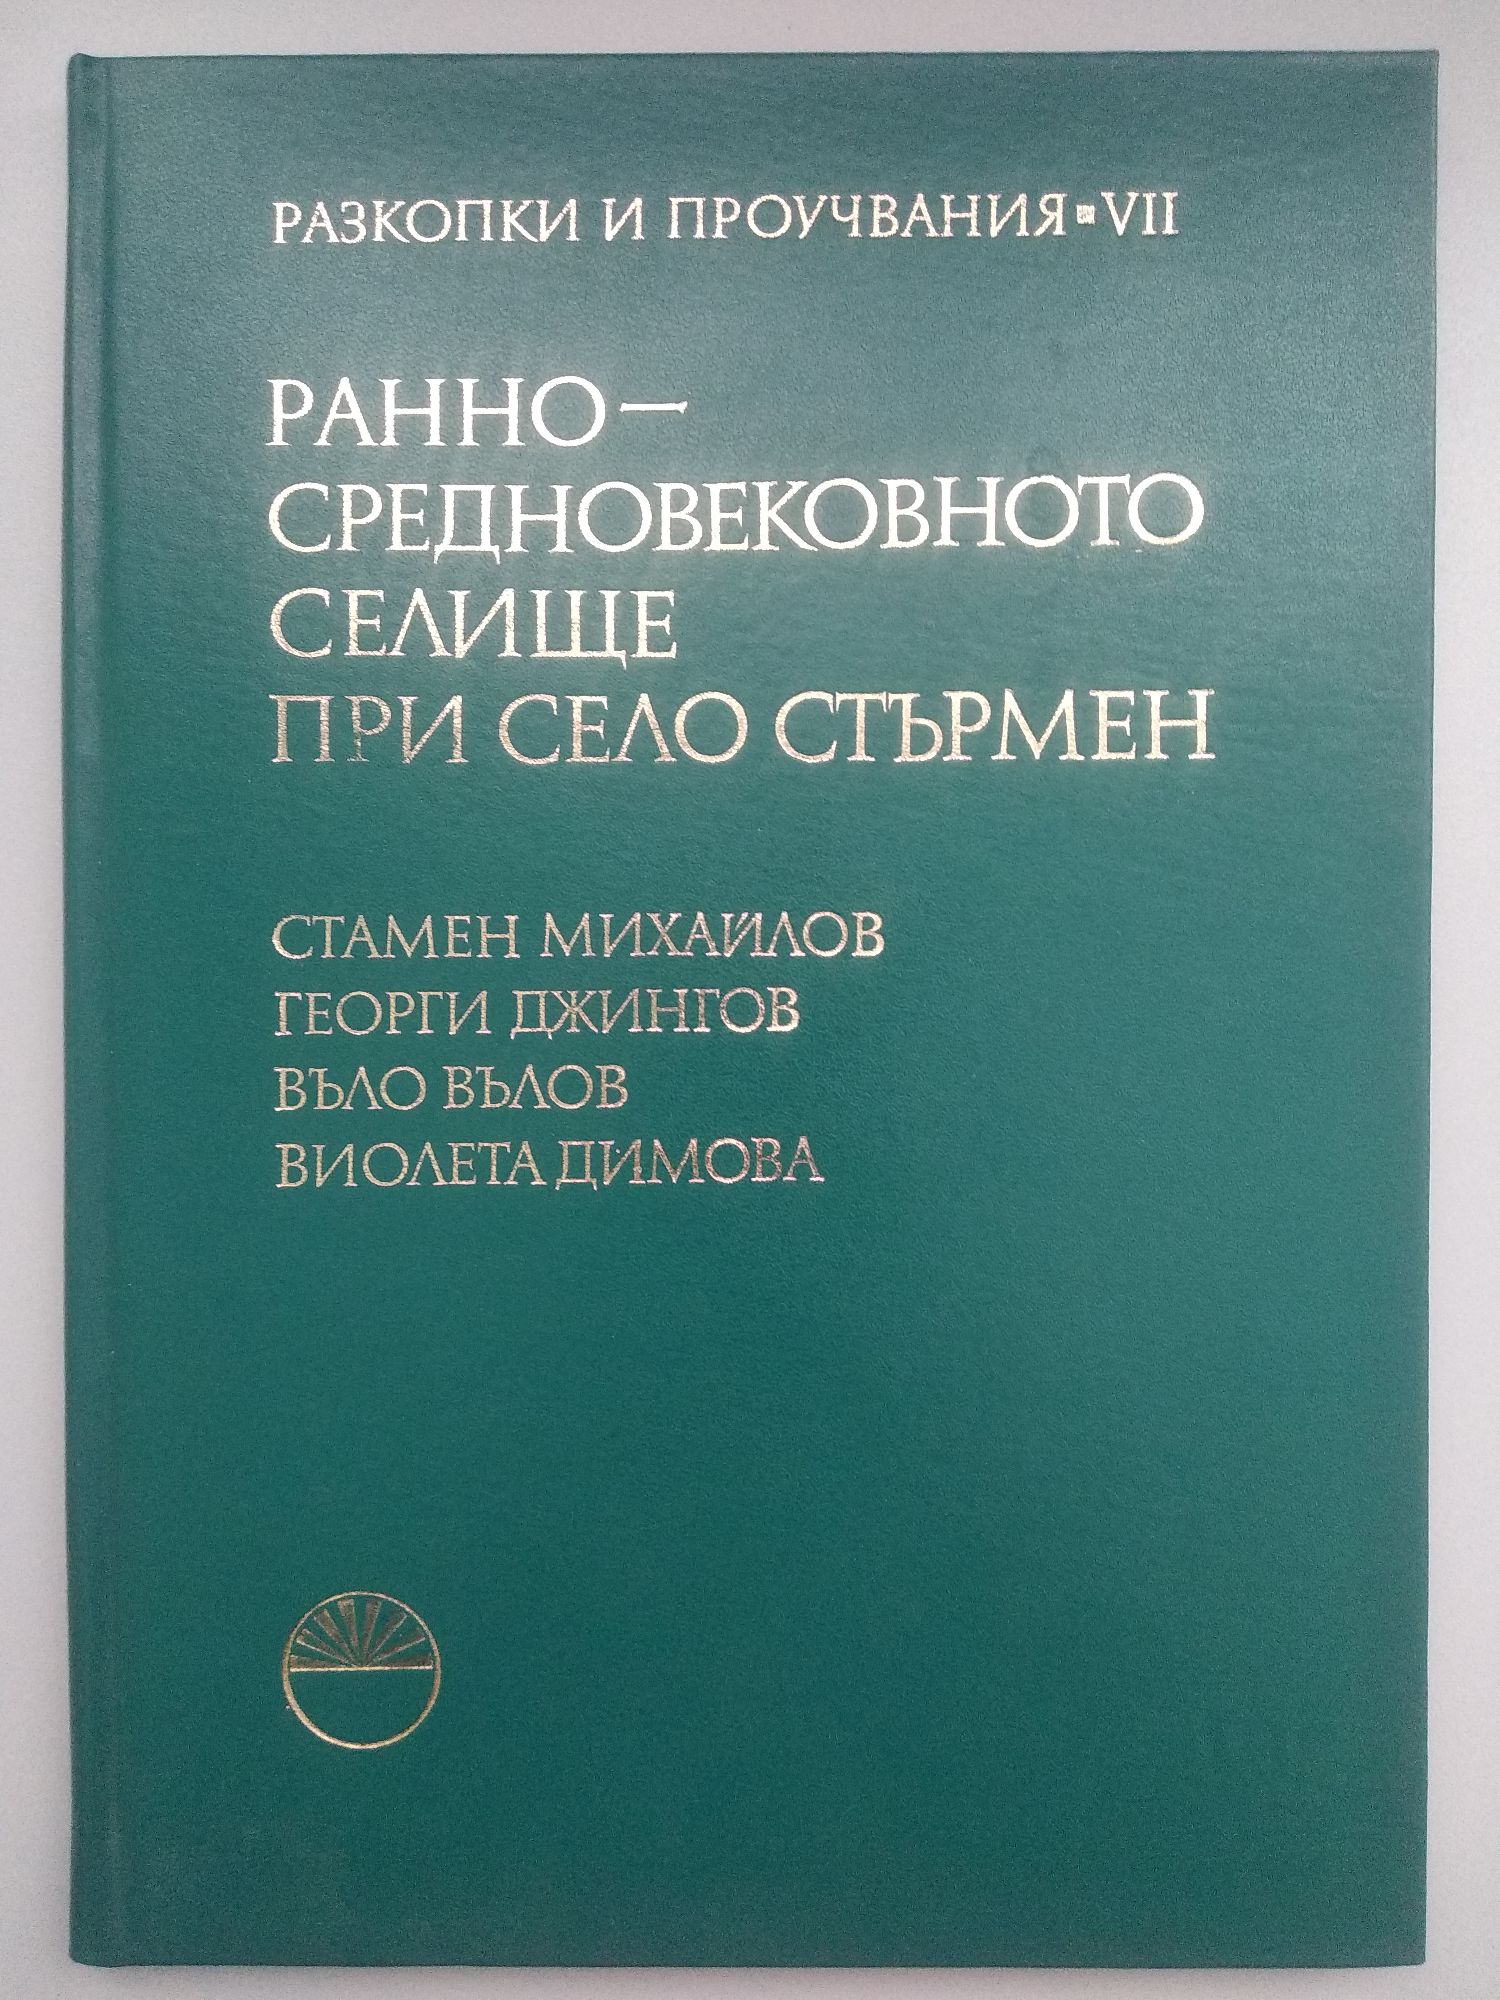 РАЗКОПКИ И ПРОУЧВАНИЯ▪VII
РАННО—
СРЕДНОВЕКОВНОТО
СЕЛИЩЕ
ПРИ СЕЛО СТЪРМЕН
СТАМЕН МИХАЙЛОВ
ГЕОРГИ ДЖИНГОВ
ВЪЛО ВЪЛОВ
ВИОЛЕТА ДИМОВА